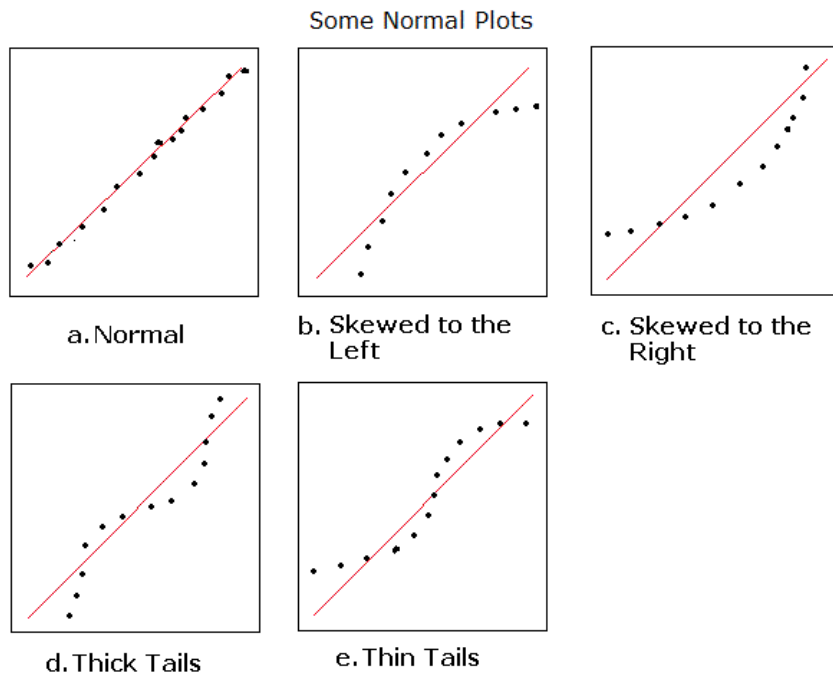 Some Normal Plots
a. Normal
b. Skewed to the
Left
c. Skewed to the
Right
d. Thick Tails
e. Thin Tails